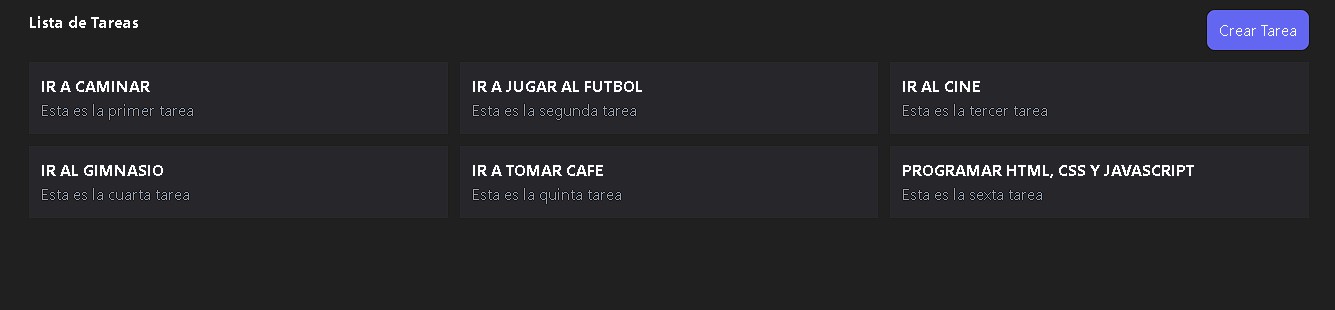 Lista de Tareas
Crear Tarea
IR A CAMINAR
Esta es la primer tarea
IR A JUGAR AL FUTBOL
Esta es la segunda tarea
IR AL CINE
Esta es la tercer tarea
IR AL GIMNASIO
Esta es la cuarta tarea
IR A TOMAR CAFE
Esta es la quinta tarea
PROGRAMAR HTML, CSS Y JAVASCRIPT
Esta es la sexta tarea